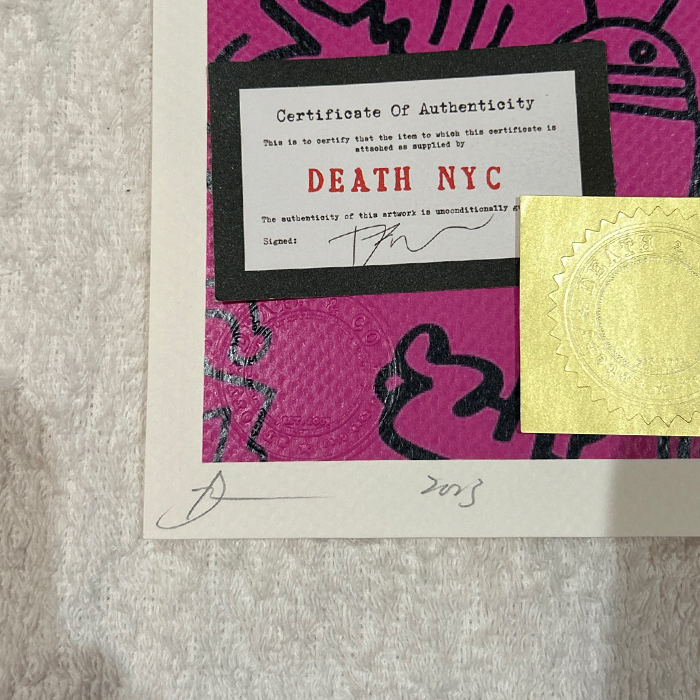 Certificate Of Authenticity
This is to certify that the item to which this certificate is
attached as supplied by
DEATH NYC
The authenticity of this artwork is unconditionally
Signed:
2023